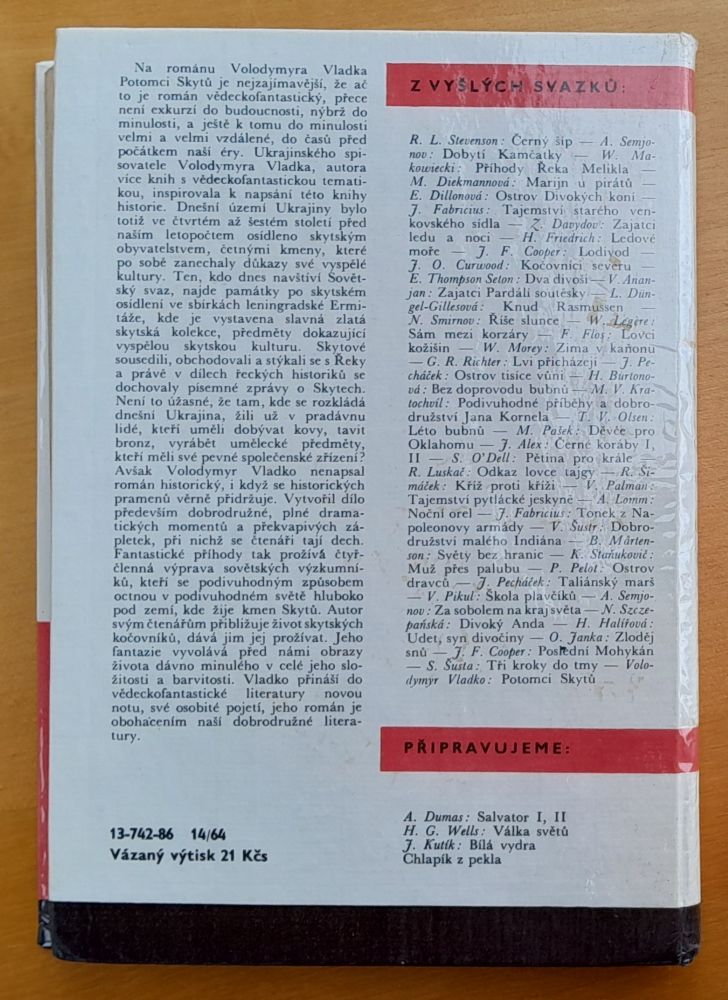 Na románu Volodymyra Vladka
Potomci Skytů je nejzajímavější, že ač
to je román vědeckofantastický, přece
není exkurzí do budoucnosti, nýbrž do
minulosti, a ještě k tomu do minulosti
velmi a velmi vzdálené, do časů před
počátkem naší éry. Ukrajinského spi-
sovatele Volodymyra Vladka, autora
více knih s vědeckofantastickou temati-
kou, inspirovala k napsání této knihy
historie. Dnešní území Ukrajiny bylo
totiž ve čtvrtém až šestém století před
naším letopočtem osídleno skytským
obyvatelstvem, četnými kmeny, které
po sobě zanechaly důkazy své vyspělé
kultury. Ten, kdo dnes navštíví Sovět-
ský svaz, najde památky po skytském
osídlení ve sbírkách leningradské Ermi-
táže, kde je vystavena slavná zlatá
skytská kolekce, předměty dokazující
vyspělou skytskou kulturu. Skytové
sousedili, obchodovali a stýkali se s Řeky
a právě v dílech řeckých historiků se
dochovaly písemné zprávy o Skytech.
Není to úžasné, že tam, kde se rozkládá
dnešní Ukrajina, žili už v pradávnu
lidé, kteří uměli dobývat kovy, tavit
bronz, vyrábět umělecké předměty,
kteří měli své pevné společenské zřízení?
Avšak Volodymyr Vladko nenapsal
román historický, i když se historických
pramenů věrně přidržuje. Vytvořil dílo
především dobrodružné, plné drama-
tických momentů a překvapivých zá-
pletek, při nichž se čtenáři tají dech.
Fantastické příhody tak prožívá čtyř-
členná výprava sovětských výzkumní-
ků, kteří se podivuhodným způsobem
octnou v podivuhodném světě hluboko
pod zemí, kde žije kmen Skytů. Autor
svým čtenářům přibližuje život skytských
kočovníků, dává jim jej prožívat. Jeho
fantazie vyvolává před námi obrazy
života dávno minulého v celé jeho slo-
žitosti a barvitosti. Vladko přináší do
vědeckofantastické literatury novou
notu, své osobité pojetí, jeho román je
obohacením naší dobrodružné litera-
tury.
13-742-86 14/64
Vázaný výtisk 21 Kčs
Z VYŠLÝCH SVAZKŮ:
R. L. Stevenson: Černý šíp — A. Semjo-
nov: Dobytí Kamčatky — W. Ma-
kowiecki: Příhody Řeka Melikla —
M. Diekmannová: Marijn u pirátů —
E. Dillonová: Ostrov Divokých koní —
J. Fabricius: Tajemství starého ven-
kovského sídla — Z. Davydov: Zajatci
ledu a noci — H. Friedrich: Ledové
moře — J. F. Cooper: Lodivod —
J. O. Curwood: Kočovníci severu —
E. Thompson Seton: Dva divoši — V. Anan-
jan: Zajatci Pardálí soutěsky — L. Dün-
gel-Gillesová: Knud Rasmussen —
N. Smirnov: Říše slunce — W. Legère:
Sám mezi korzáry — F. Flos: Lovci
kožišin — W. Morey: Zima v kaňonu
— G. R. Richter: Lvi přicházejí — J. Pe-
cháček: Ostrov tisíce vůní — H. Burtono-
vá: Bez doprovodu bubnů — M. V. Kra-
tochvíl: Podivuhodné příběhy a dobro-
družství Jana Kornela — T. V. Olsen:
Léto bubnů — M. Pašek: Děvče pro
Oklahomu — J. Alex: Černé koráby I,
II — S. O'Dell: Pětina pro krále —
R. Luskač: Odkaz lovce tajgy — R. Ši-
máček: Kříž proti kříži — V. Palman:
Tajemství pytlácké jeskyně — A. Lomm:
Noční orel — J. Fabricius: Tonek z Na-
poleonovy armády — V. Šustr: Dobro-
družství malého Indiána — B. Mårten-
son: Světy bez hranic — K. Staňukovič:
Muž přes palubu — P. Pelot: Ostrov
dravců — J. Pecháček: Taliánský marš
— V. Pikul: Škola plavčíků — A. Semjo-
nov: Za sobolem na kraj světa — N. Szcze-
pańská: Divoký Anda — H. Halířová:
Udet, syn divočiny — O. Janka: Zloděj
snů — J. F. Cooper: Poslední Mohykán
— S. Šusta: Tři kroky do tmy — Volo-
dymyr Vladko: Potomci Skytů
PŘIPRAVUJEME:
A. Dumas: Salvator I, II
H. G. Wells: Válka světů
J. Kutík: Bílá vydra
Chlapík z pekla